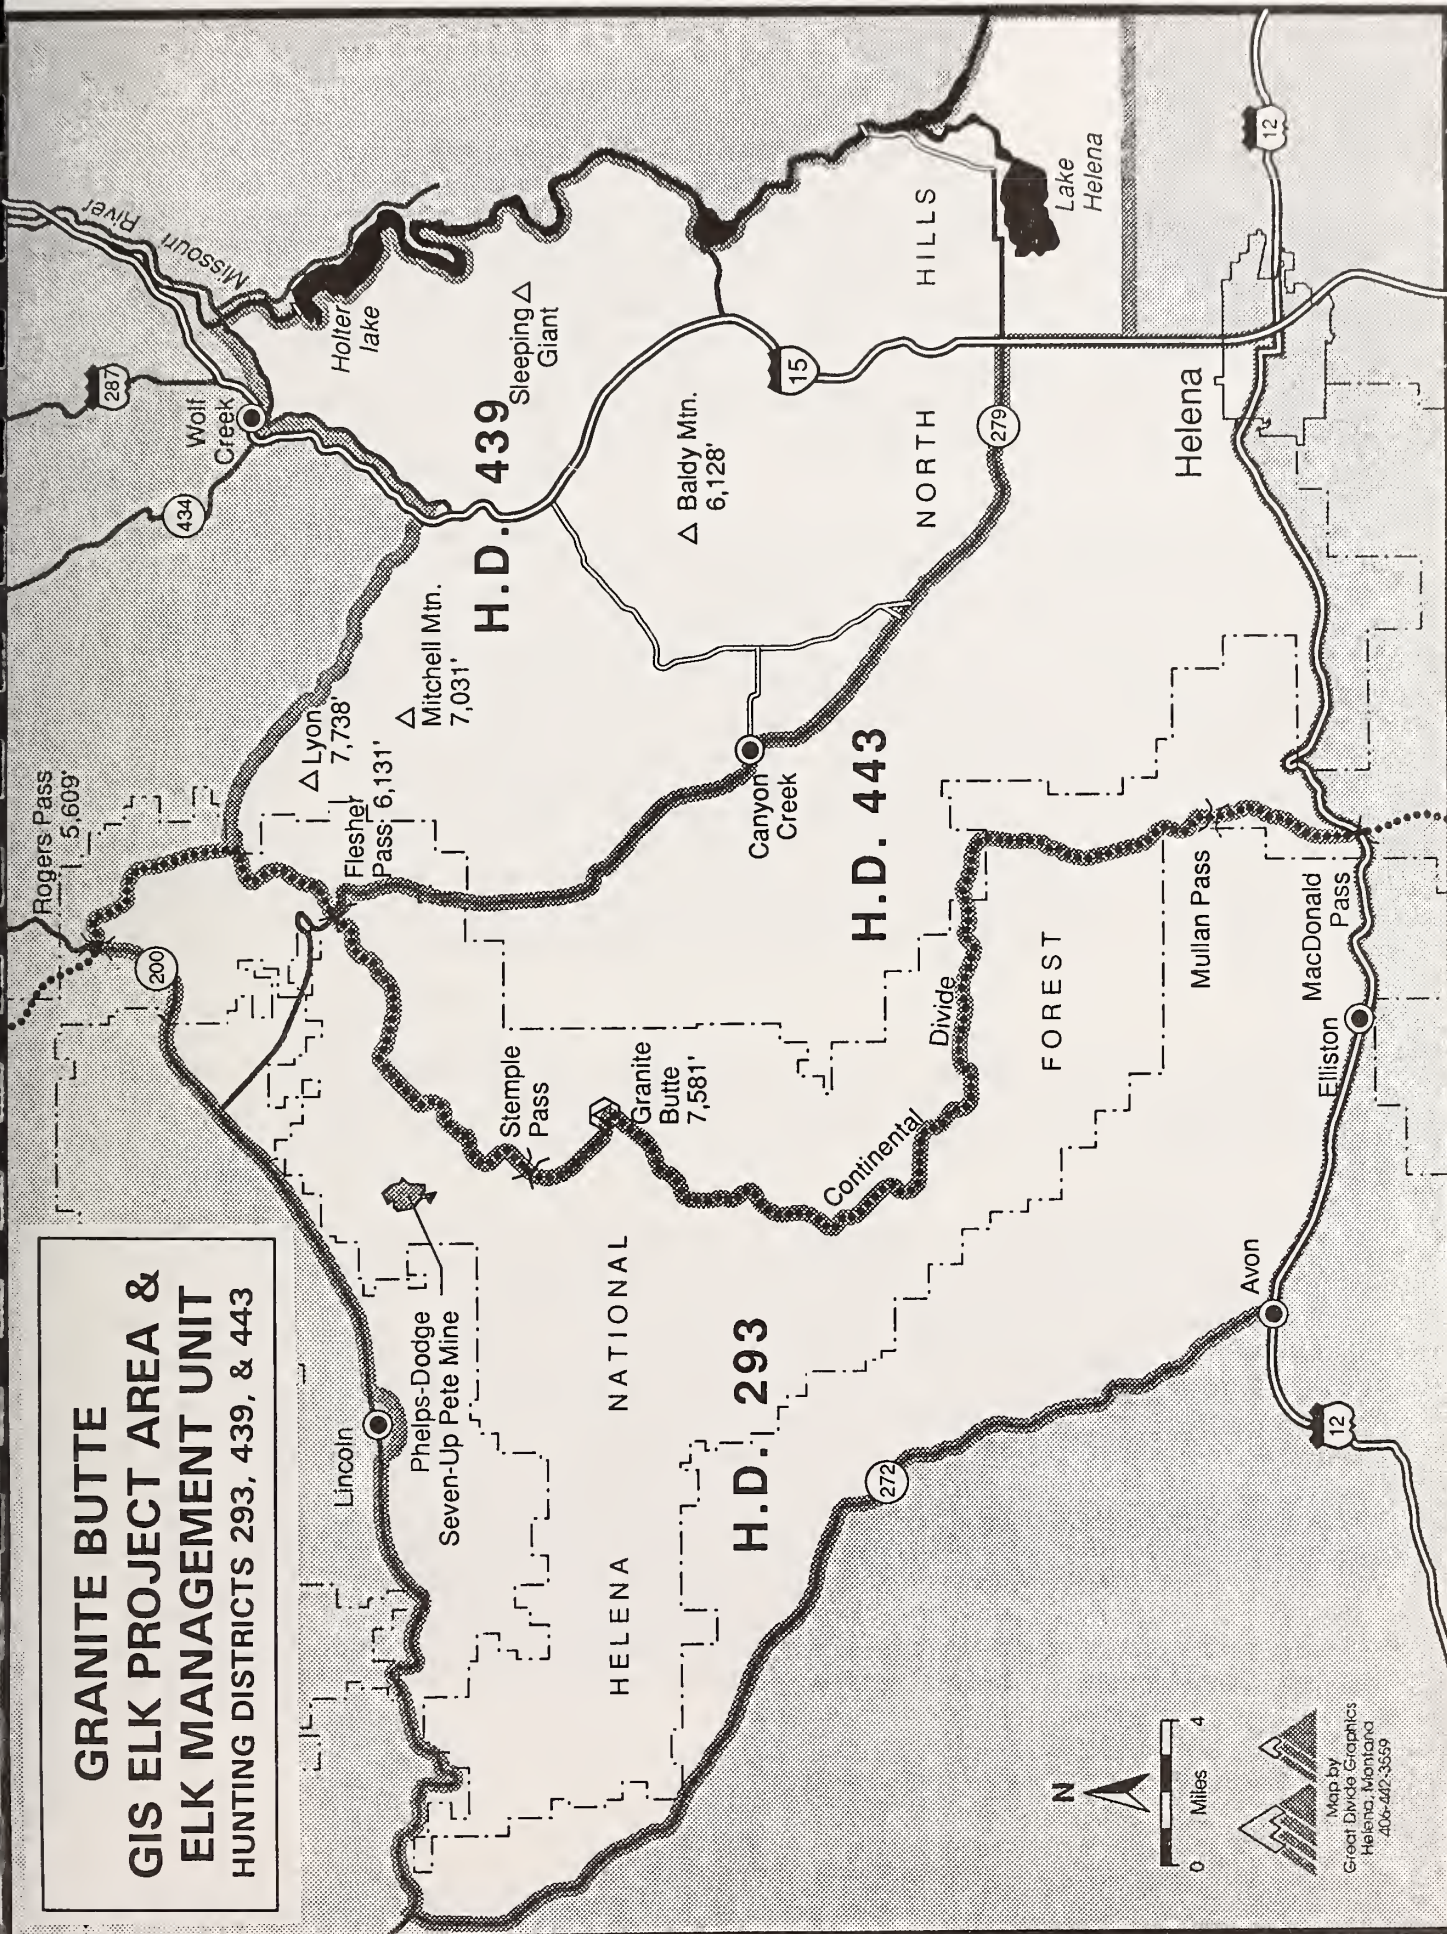 GRANITE BUTTE
GIS ELK PROJECT AREA &
ELK MANAGEMENT UNIT
HUNTING DISTRICTS 293, 439, & 443
Rogers Pass
5,609'
200
434
287
Missouri River
Wolf
Creek
Holter
lake
Lyon
7,738'
Flesher
Pass 6,131'
Mitchell Mtn.
7,031'
H.D. 439
Sleeping
Giant
Lincoln
Phelps-Dodge
Seven-Up Pete Mine
Stemple
Pass
Granite
Butte
7,581'
Baldy Mtn.
6,128'
15
Canyon
Creek
HELENA NATIONAL
FOREST
H.D. 293
H.D. 443
NORTH HILLS
279
Lake
Helena
Continental
Divide
272
Mullan Pass
MacDonald
Pass
Elliston
Avon
Helena
12
12
N
0 Miles 4
Map by
Great Divide Graphics
Helena, Montana
406-442-3559